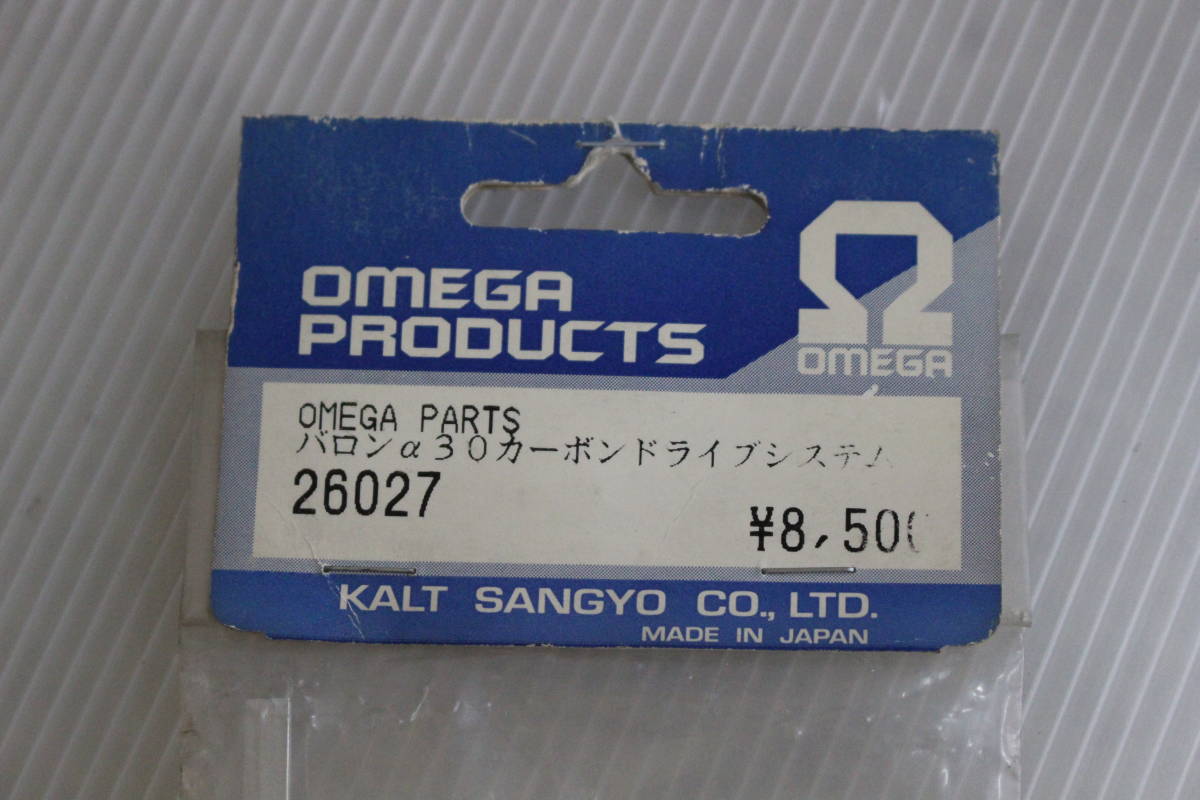 OMEGA
PRODUCTS
OMEGA
OMEGA PARTS
バロンα30カーボンドライブシステム
26027
¥8,500
KALT SANGYO CO., LTD.
MADE IN JAPAN